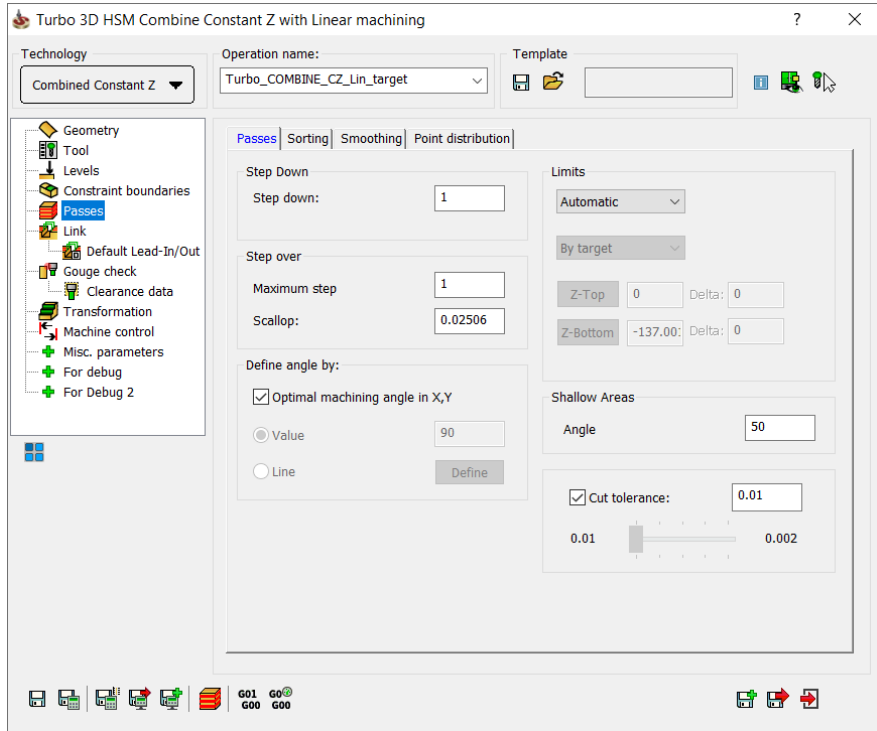 Turbo 3D HSM Combine Constant Z with Linear machining
?
Technology
Operation name:
Template
Combined Constant Z
Turbo_COMBINE_CZ_Lin_target
Geometry
Tool
Levels
Constraint boundaries
Passes
Link
Default Lead-In/Out
Gouge check
Clearance data
Transformation
Machine control
Misc. parameters
For debug
For Debug 2
Passes
Sorting
Smoothing
Point distribution
Step Down
Step down:
1
Step over
Maximum step
1
Scallop:
0.02506
Define angle by:
Optimal machining angle in X,Y
Value
90
Line
Define
Limits
Automatic
By target
Z-Top
0
Delta:
0
Z-Bottom
-137.00
Delta:
0
Shallow Areas
Angle
50
Cut tolerance:
0.01
0.01
0.002
G01
G00
G0
G00